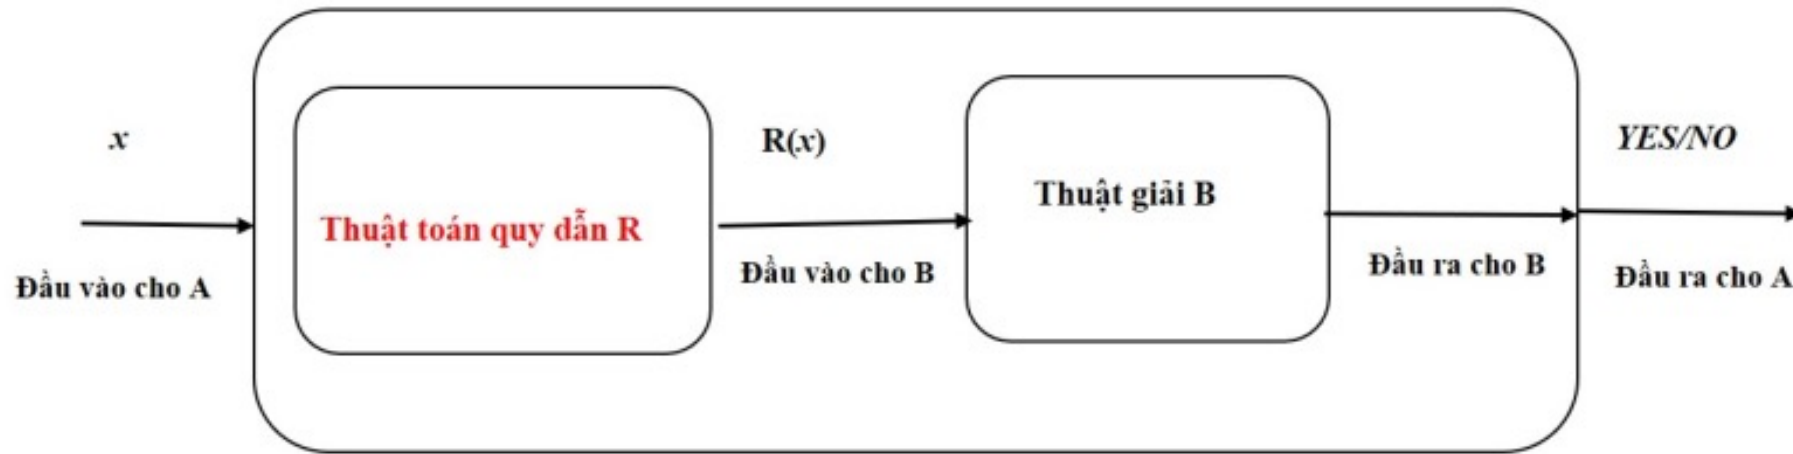 x
Đầu vào cho A
Thuật toán quy dẫn R
R(x)
Đầu vào cho B
Thuật giải B
Đầu ra cho B
YES/NO
Đầu ra cho A